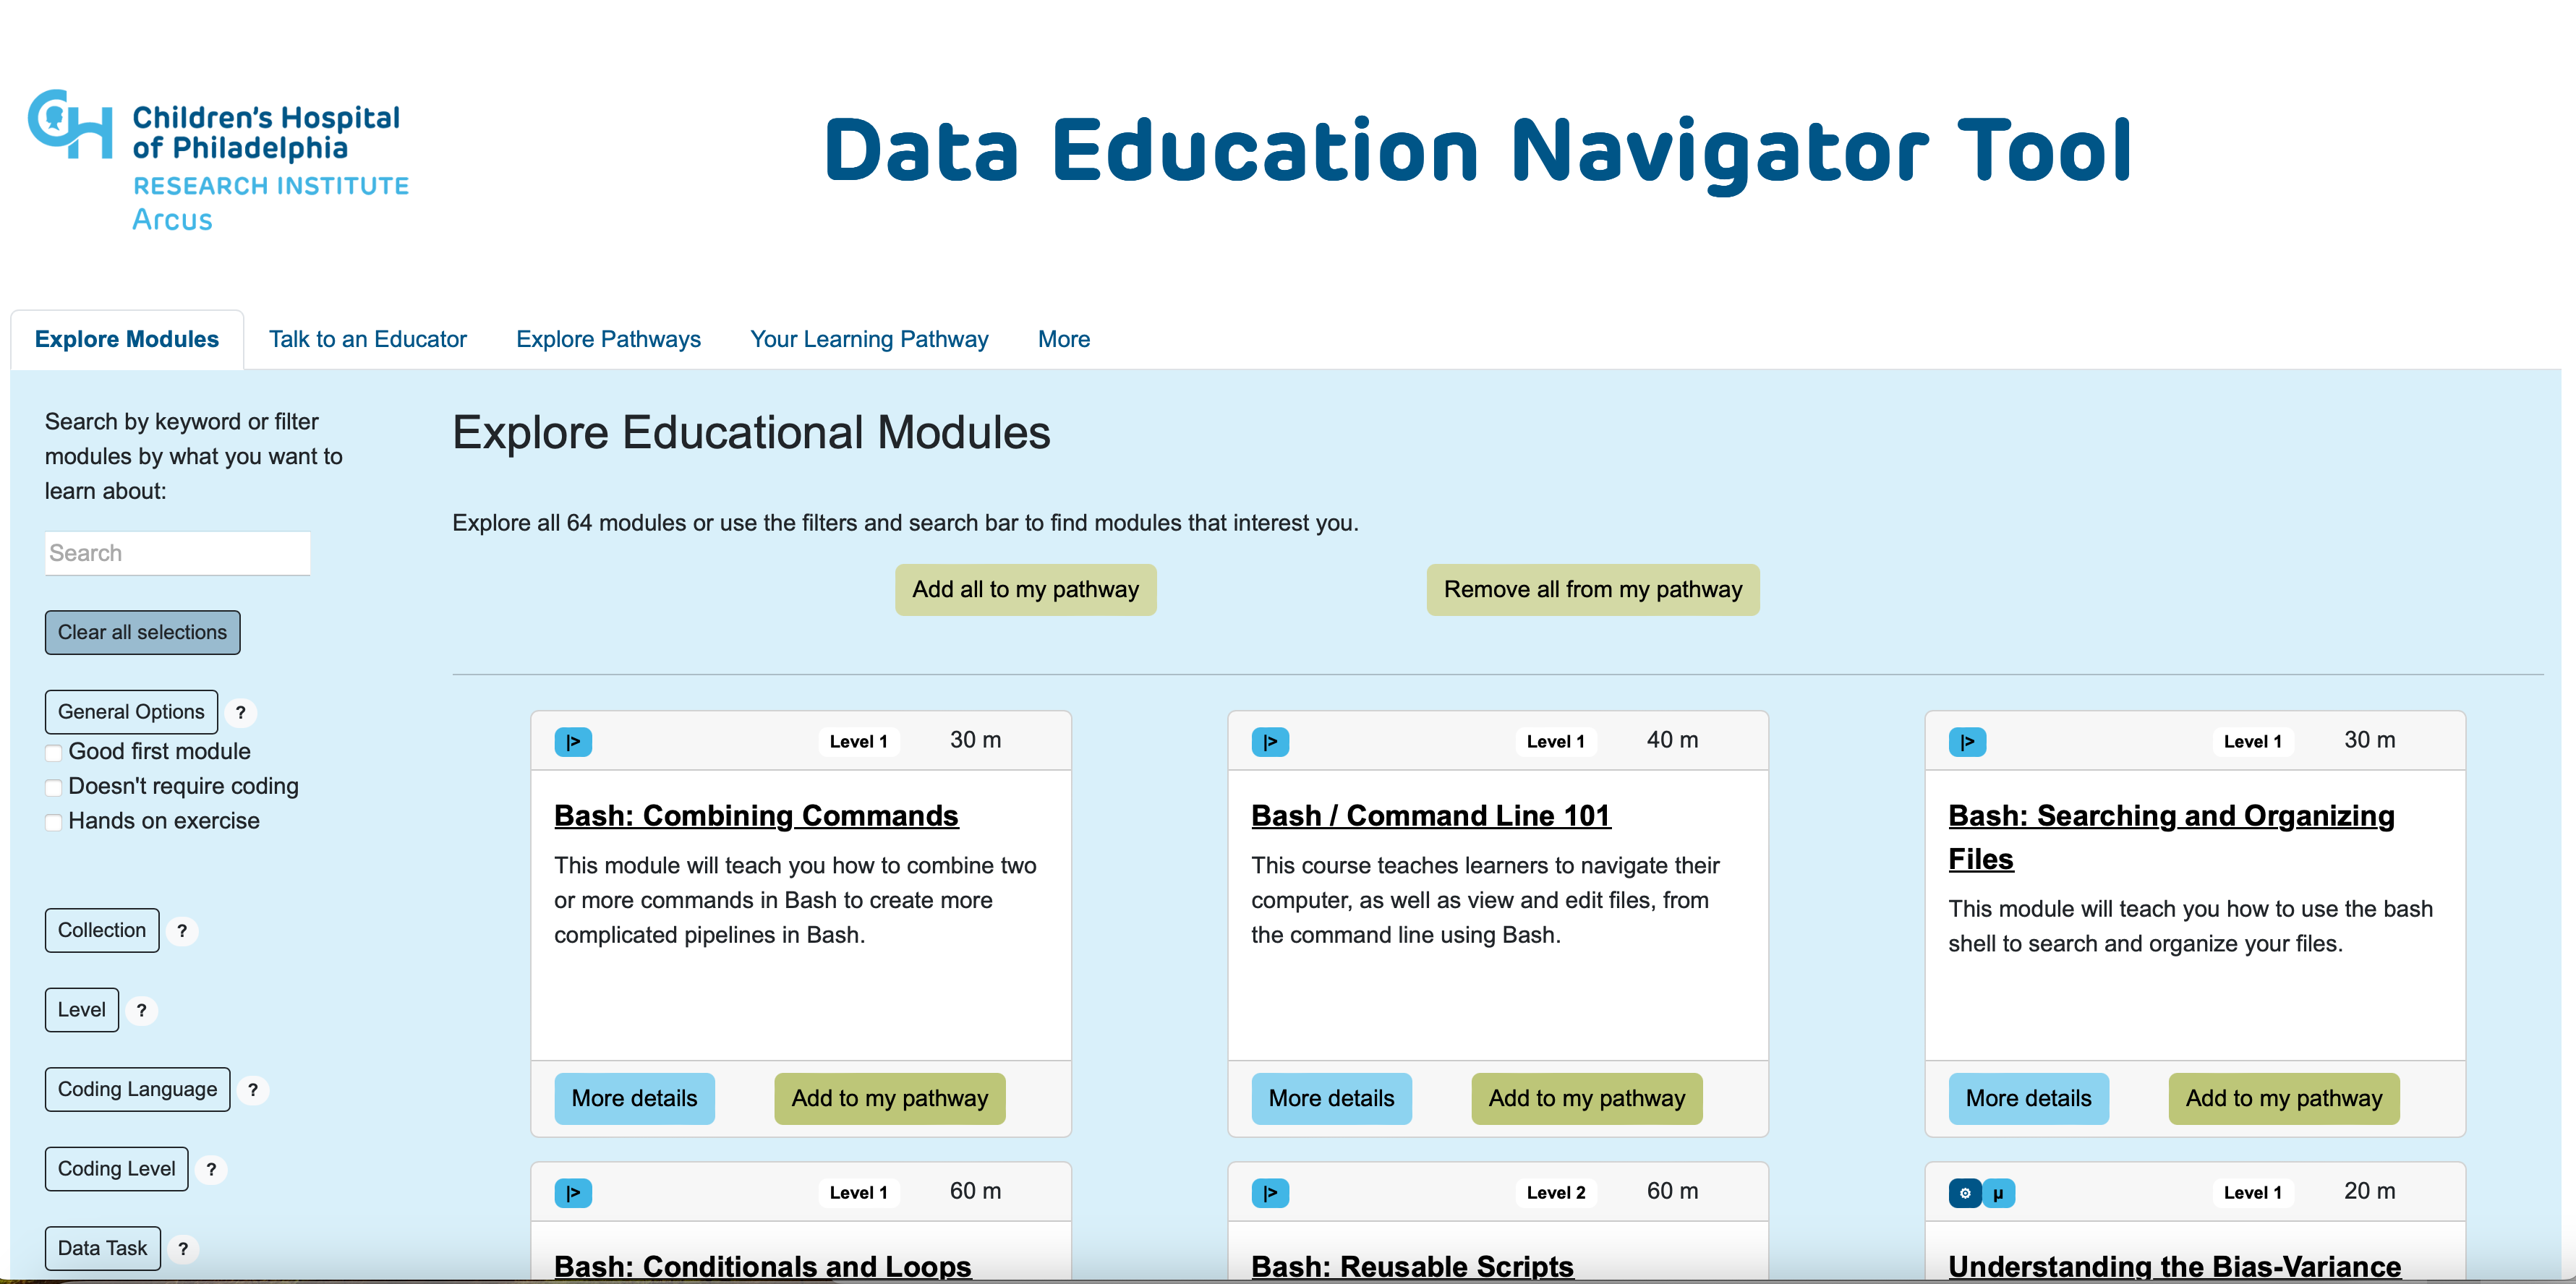 Children's Hospital
of Philadelphia
RESEARCH INSTITUTE
Arcus
Data Education Navigator Tool
Explore Modules
Talk to an Educator
Explore Pathways
Your Learning Pathway
More
Search by keyword or filter
modules by what you want to
learn about:
Search
Clear all selections
General Options ?
Good first module
Doesn't require coding
Hands on exercise
Collection ?
Level ?
Coding Language ?
Coding Level ?
Data Task ?
Explore Educational Modules
Explore all 64 modules or use the filters and search bar to find modules that interest you.
Add all to my pathway
Remove all from my pathway
|> Level 1 30 m
Bash: Combining Commands
This module will teach you how to combine two
or more commands in Bash to create more
complicated pipelines in Bash.
More details
Add to my pathway
|> Level 1 40 m
Bash / Command Line 101
This course teaches learners to navigate their
computer, as well as view and edit files, from
the command line using Bash.
More details
Add to my pathway
|> Level 1 30 m
Bash: Searching and Organizing
Files
This module will teach you how to use the bash
shell to search and organize your files.
More details
Add to my pathway
|> Level 1 60 m
Bash: Conditionals and Loops
|> Level 2 60 m
Bash: Reusable Scripts
µ Level 1 20 m
Understanding the Bias-Variance